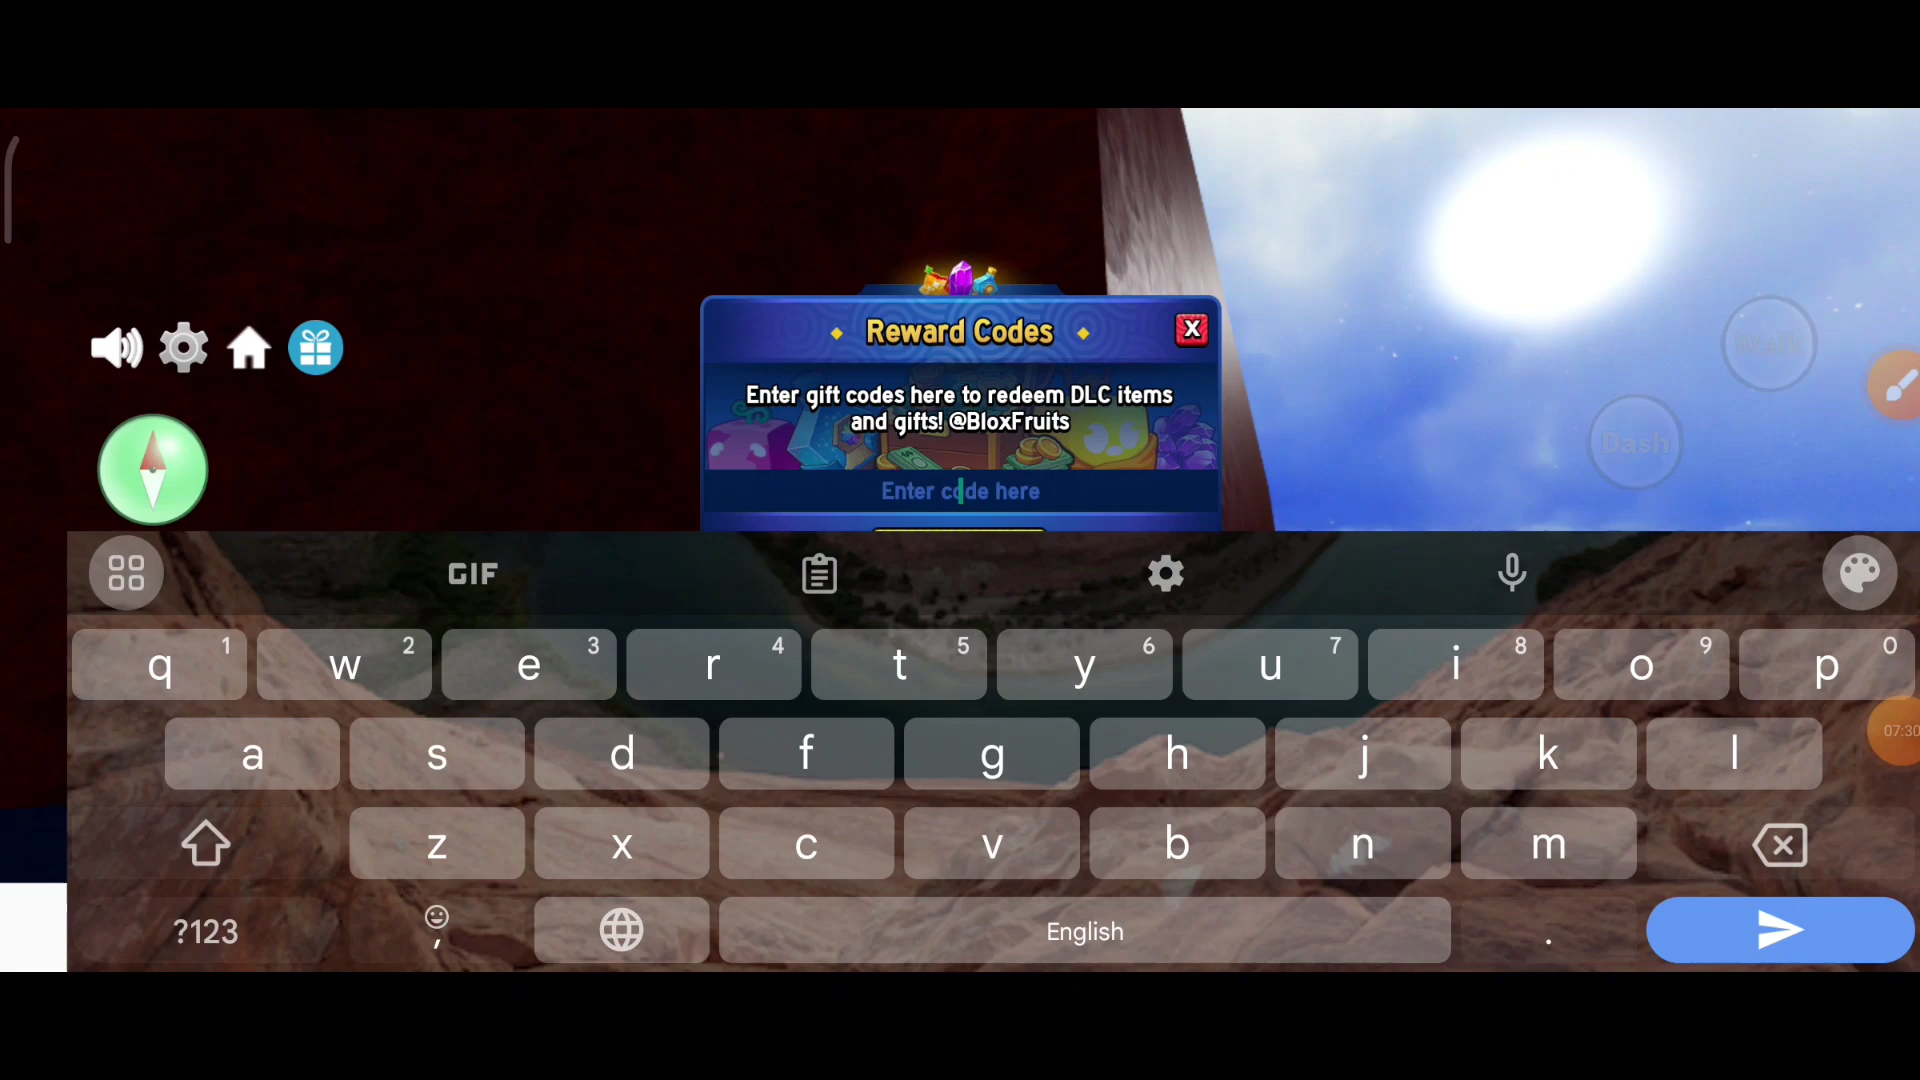 Reward Codes
X
Enter gift codes here to redeem DLC items
and gifts! @BloxFruits
Enter code here
Dash
GIF
q 1 w 2 e 3 r 4 t 5 y 6 u 7 i 8 o 9 p 0
07:30
a s d f g h j k l
z x c v b n m
?123 , English .